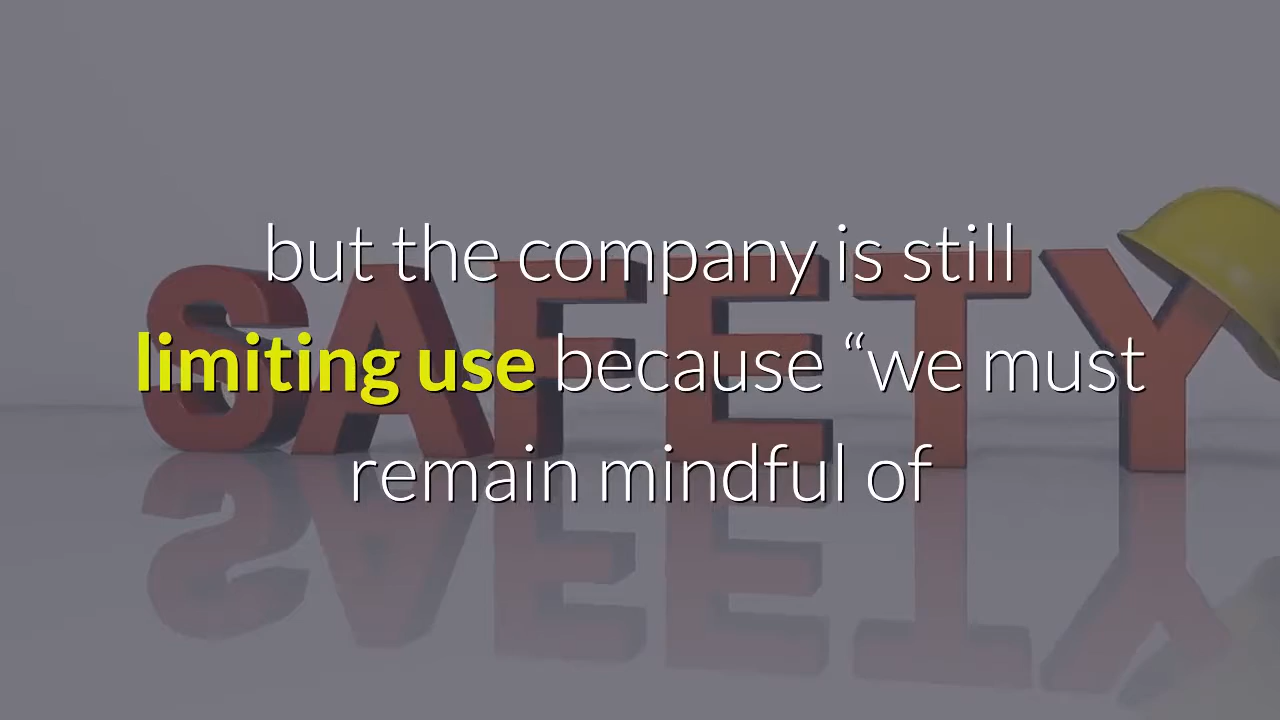 but the company is still
limiting use because “we must
remain mindful of
SAFETY